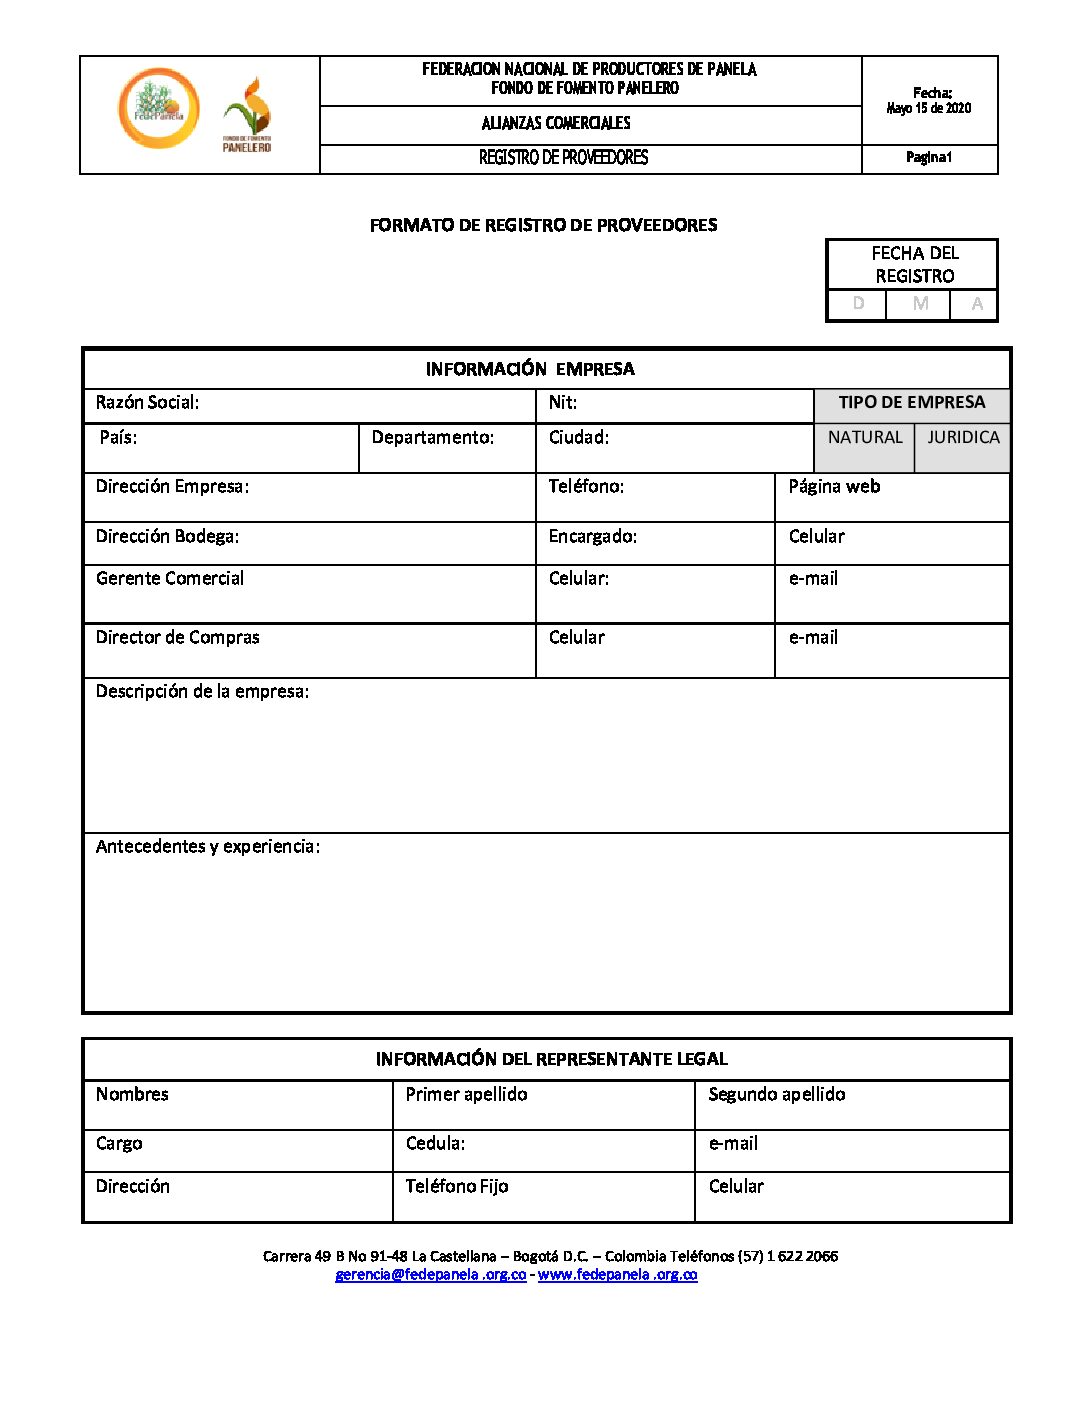 FedePanela
FONDO DE FOMENTO
PANELERO
FEDERACION NACIONAL DE PRODUCTORES DE PANELA
FONDO DE FOMENTO PANELERO
ALIANZAS COMERCIALES
REGISTRO DE PROVEEDORES
Fecha:
Mayo 15 de 2020
Pagina1
FORMATO DE REGISTRO DE PROVEEDORES
FECHA DEL
REGISTRO
D M A
INFORMACIÓN EMPRESA
Razón Social: Nit: TIPO DE EMPRESA
País: Departamento: Ciudad: NATURAL JURIDICA
Dirección Empresa: Teléfono: Página web
Dirección Bodega: Encargado: Celular
Gerente Comercial Celular: e-mail
Director de Compras Celular e-mail
Descripción de la empresa:
Antecedentes y experiencia:
INFORMACIÓN DEL REPRESENTANTE LEGAL
Nombres Primer apellido Segundo apellido
Cargo Cedula: e-mail
Dirección Teléfono Fijo Celular
Carrera 49 B No 91-48 La Castellana – Bogotá D.C. – Colombia Teléfonos (57) 1 622 2066
gerencia@fedepanela .org.co - www.fedepanela .org.co